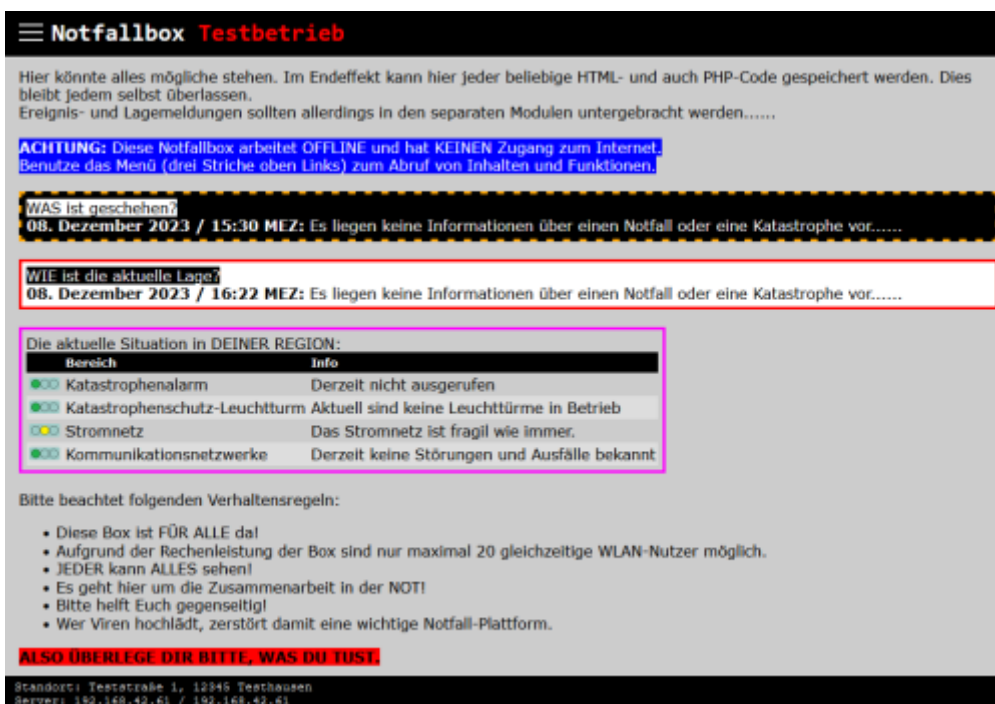 Notfallbox Testbetrieb
Hier könnte alles mögliche stehen. Im Endeffekt kann hier jeder beliebige HTML- und auch PHP-Code gespeichert werden. Dies
bleibt jedem selbst überlassen.
Ereignis- und Lagemeldungen sollten allerdings in den separaten Modulen untergebracht werden......
ACHTUNG: Diese Notfallbox arbeitet OFFLINE und hat KEINEN Zugang zum Internet.
Benutze das Menü (drei Striche oben Links) zum Abruf von Inhalten und Funktionen.
WAS ist geschehen?
08. Dezember 2023 / 15:30 MEZ: Es liegen keine Informationen über einen Notfall oder eine Katastrophe vor......
WIE ist die aktuelle Lage?
08. Dezember 2023 / 16:22 MEZ: Es liegen keine Informationen über einen Notfall oder eine Katastrophe vor......
Die aktuelle Situation in DEINER REGION:
Bereich Info
Katastrophenalarm Derzeit nicht ausgerufen
Katastrophenschutz-Leuchtturm Aktuell sind keine Leuchttürme in Betrieb
Stromnetz Das Stromnetz ist fragil wie immer.
Kommunikationsnetzwerke Derzeit keine Störungen und Ausfälle bekannt
Bitte beachtet folgenden Verhaltensregeln:
• Diese Box ist FÜR ALLE da!
• Aufgrund der Rechenleistung der Box sind nur maximal 20 gleichzeitige WLAN-Nutzer möglich.
• JEDER kann ALLES sehen!
• Es geht hier um die Zusammenarbeit in der NOT!
• Bitte helft Euch gegenseitig!
• Wer Viren hochlädt, zerstört damit eine wichtige Notfall-Plattform.
ALSO ÜBERLEGE DIR BITTE, WAS DU TUST.
Standort: Teststraße 1, 12345 Testhausen
Server: 192.168.42.61 / 192.168.42.61